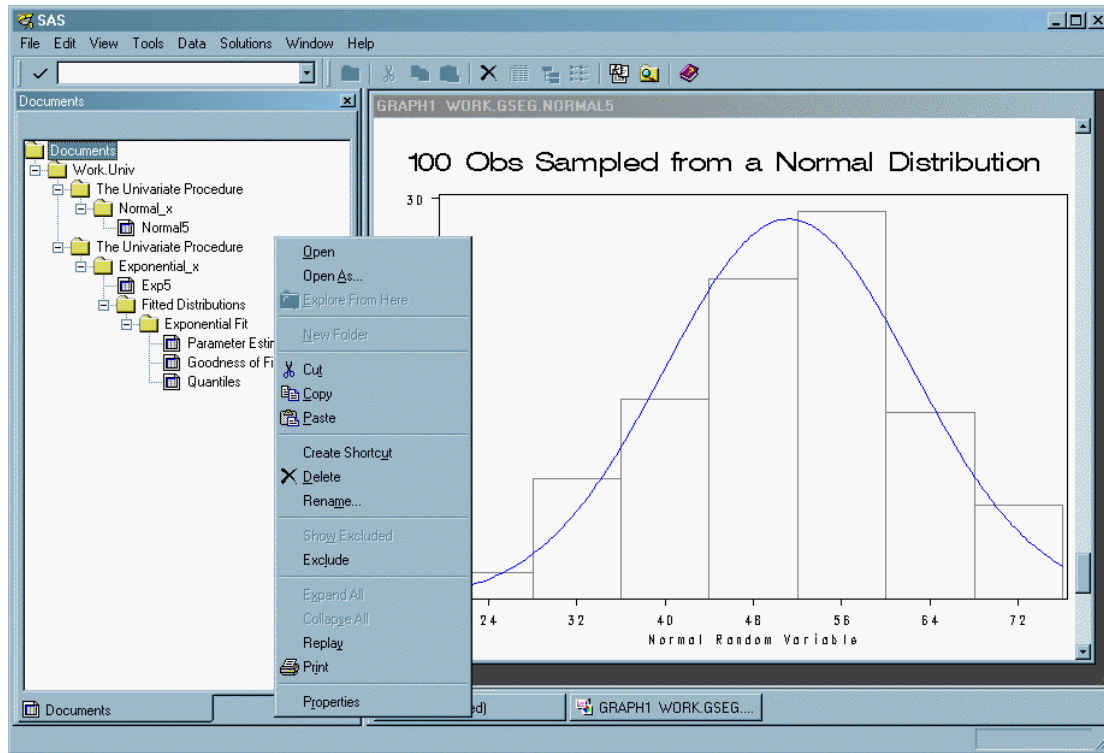 SAS
File Edit View Tools Data Solutions Window Help
Documents
Documents
Work.Univ
The Univariate Procedure
Normal_x
Normal5
The Univariate Procedure
Exponential_x
Exp5
Fitted Distributions
Exponential Fit
Parameter Estir
Goodness of Fi
Quantiles
Documents
Open
Open As...
Explore From Here
New Folder
Cut
Copy
Paste
Create Shortcut
Delete
Rename...
Show Excluded
Exclude
Expand All
Collapse All
Replay
Print
Properties
GRAPH1 WORK.GSEG.NORMAL5
100 Obs Sampled from a Normal Distribution
30
24 32 40 48 56 64 72
Normal Random Variable
ed)
GRAPH1 WORK.GSEG....